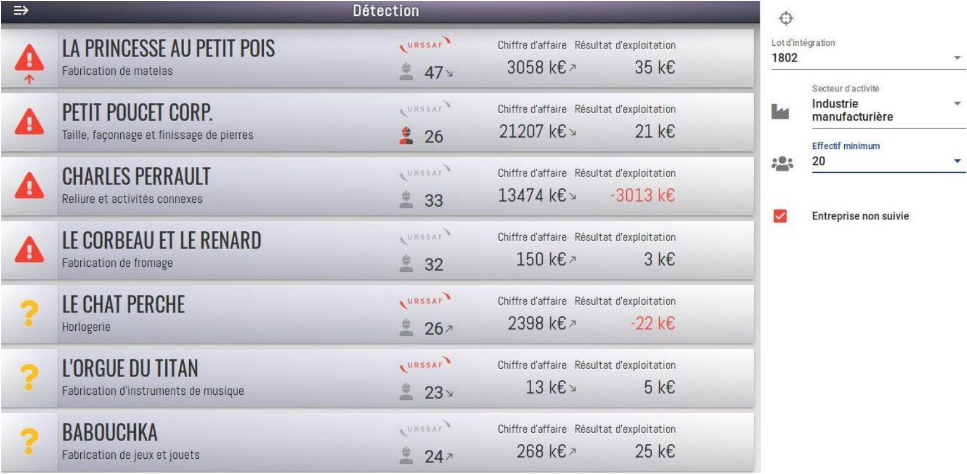 Détection
LA PRINCESSE AU PETIT POIS
Fabrication de matelas
URSSAF
47
Chiffre d'affaire Résultat d'exploitation
3058 k€ 35 k€
PETIT POUCET CORP.
Taille, façonnage et finissage de pierres
URSSAF
26
Chiffre d'affaire Résultat d'exploitation
21207 k€ 21 k€
CHARLES PERRAULT
Reliure et activités connexes
URSSAF
33
Chiffre d'affaire Résultat d'exploitation
13474 k€ -3013 k€
LE CORBEAU ET LE RENARD
Fabrication de fromage
URSSAF
32
Chiffre d'affaire Résultat d'exploitation
150 k€ 3 k€
LE CHAT PERCHE
Horlogerie
URSSAF
26
Chiffre d'affaire Résultat d'exploitation
2398 k€ -22 k€
L'ORGUE DU TITAN
Fabrication d'instruments de musique
URSSAF
23
Chiffre d'affaire Résultat d'exploitation
13 k€ 5 k€
BABOUCHKA
Fabrication de jeux et jouets
URSSAF
24
Chiffre d'affaire Résultat d'exploitation
268 k€ 25 k€
Lot d'intégration
1802
Secteur d'activité
Industrie
manufacturière
Effectif minimum
20
Entreprise non suivie